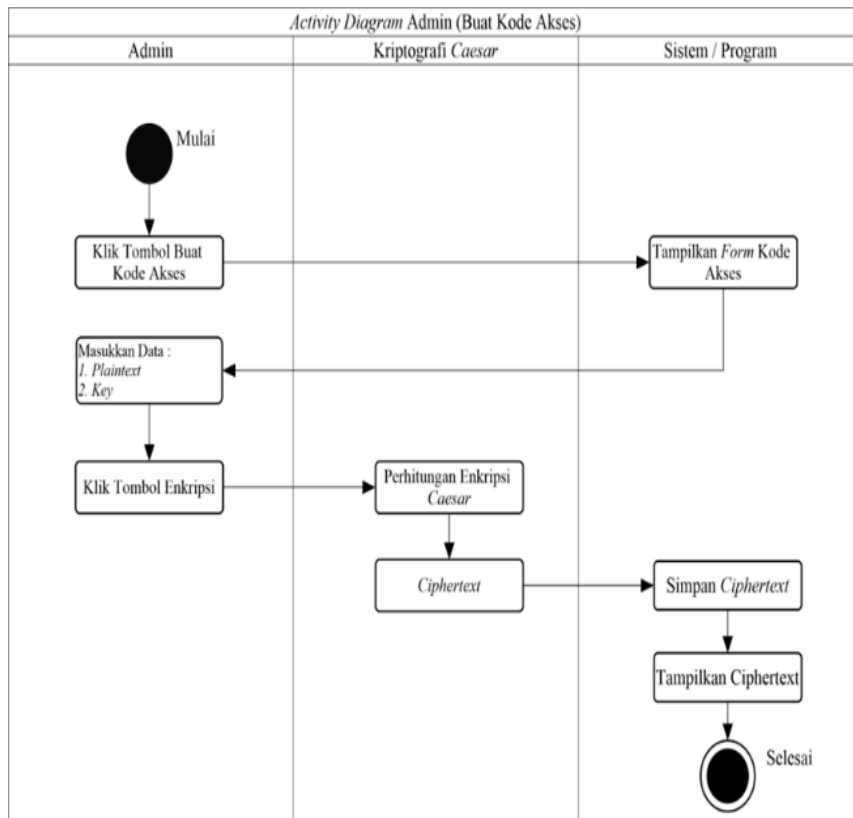 Activity Diagram Admin (Buat Kode Akses)
Admin
Kriptografi Caesar
Sistem / Program
Mulai
Klik Tombol Buat
Kode Akses
Tampilkan Form Kode
Akses
Masukkan Data :
1. Plaintext
2. Key
Klik Tombol Enkripsi
Perhitungan Enkripsi
Caesar
Ciphertext
Simpan Ciphertext
Tampilkan Ciphertext
Selesai